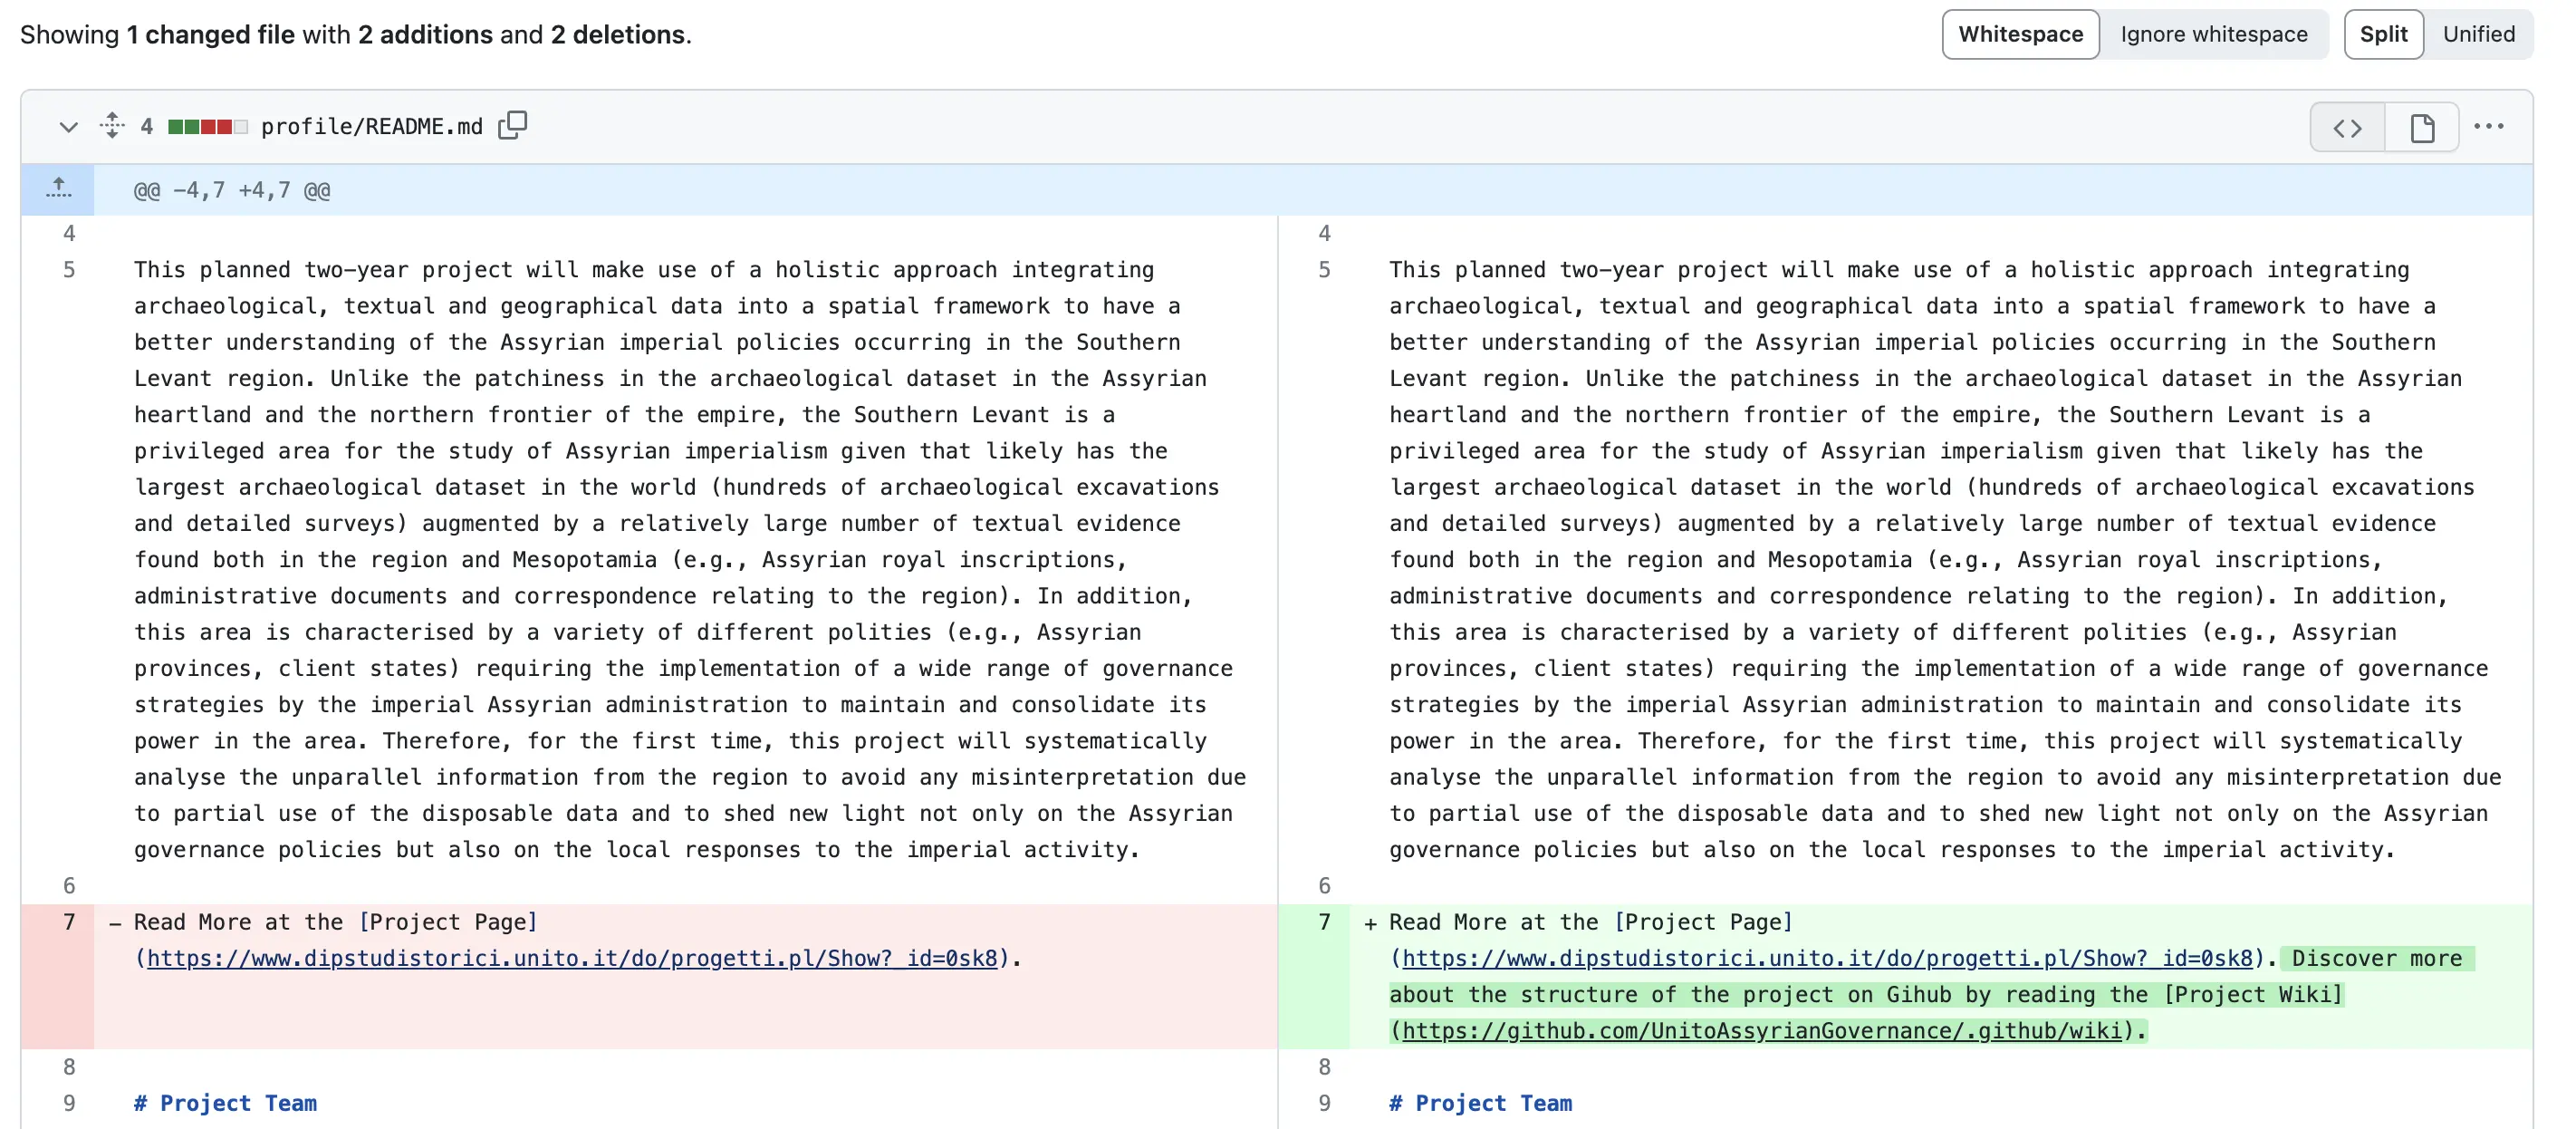 Showing 1 changed file with 2 additions and 2 deletions.
Whitespace Ignore whitespace Split Unified
4 profile/README.md
@@ -4,7 +4,7 @@
4
5 This planned two-year project will make use of a holistic approach integrating
archaeological, textual and geographical data into a spatial framework to have a
better understanding of the Assyrian imperial policies occurring in the Southern
Levant region. Unlike the patchiness in the archaeological dataset in the Assyrian
heartland and the northern frontier of the empire, the Southern Levant is a
privileged area for the study of Assyrian imperialism given that likely has the
largest archaeological dataset in the world (hundreds of archaeological excavations
and detailed surveys) augmented by a relatively large number of textual evidence
found both in the region and Mesopotamia (e.g., Assyrian royal inscriptions,
administrative documents and correspondence relating to the region). In addition,
this area is characterised by a variety of different polities (e.g., Assyrian
provinces, client states) requiring the implementation of a wide range of governance
strategies by the imperial Assyrian administration to maintain and consolidate its
power in the area. Therefore, for the first time, this project will systematically
analyse the unparallel information from the region to avoid any misinterpretation due
to partial use of the disposable data and to shed new light not only on the Assyrian
governance policies but also on the local responses to the imperial activity.
6
7 - Read More at the [Project Page]
(https://www.dipstudistorici.unito.it/do/progetti.pl/Show?_id=0sk8).
8
9 # Project Team
4
5 This planned two-year project will make use of a holistic approach integrating
archaeological, textual and geographical data into a spatial framework to have a
better understanding of the Assyrian imperial policies occurring in the Southern
Levant region. Unlike the patchiness in the archaeological dataset in the Assyrian
heartland and the northern frontier of the empire, the Southern Levant is a
privileged area for the study of Assyrian imperialism given that likely has the
largest archaeological dataset in the world (hundreds of archaeological excavations
and detailed surveys) augmented by a relatively large number of textual evidence
found both in the region and Mesopotamia (e.g., Assyrian royal inscriptions,
administrative documents and correspondence relating to the region). In addition,
this area is characterised by a variety of different polities (e.g., Assyrian
provinces, client states) requiring the implementation of a wide range of governance
strategies by the imperial Assyrian administration to maintain and consolidate its
power in the area. Therefore, for the first time, this project will systematically
analyse the unparallel information from the region to avoid any misinterpretation due
to partial use of the disposable data and to shed new light not only on the Assyrian
governance policies but also on the local responses to the imperial activity.
6
7 + Read More at the [Project Page]
(https://www.dipstudistorici.unito.it/do/progetti.pl/Show?_id=0sk8). Discover more
about the structure of the project on Gihub by reading the [Project Wiki]
(https://github.com/UnitoAssyrianGovernance/.github/wiki).
8
9 # Project Team